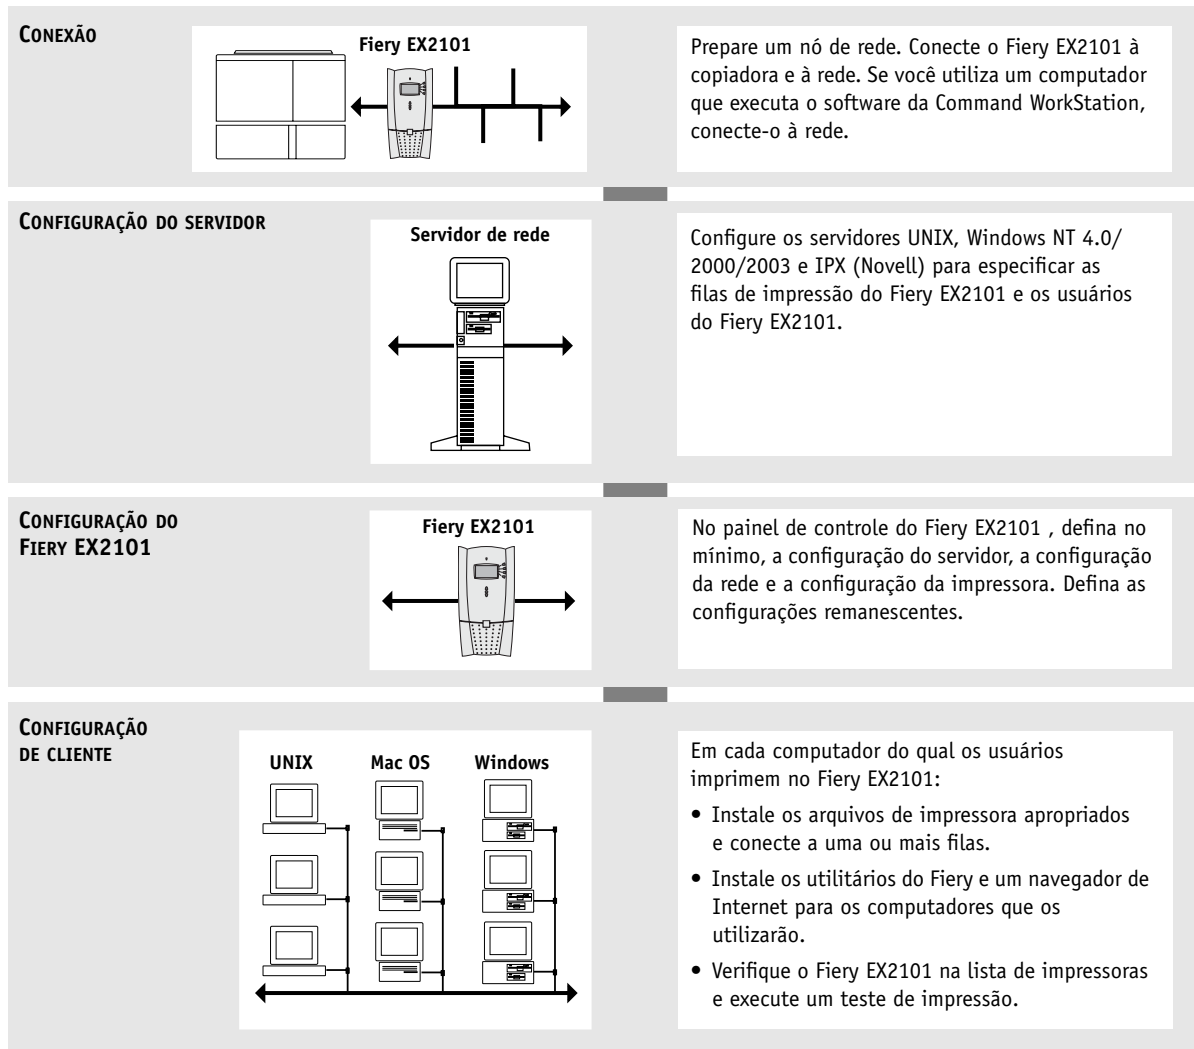 CONEXÃO
Fiery EX2101
Prepare um nó de rede. Conecte o Fiery EX2101 à
copiadora e à rede. Se você utiliza um computador
que executa o software da Command WorkStation,
conecte-o à rede.
CONFIGURAÇÃO DO SERVIDOR
Servidor de rede
Configure os servidores UNIX, Windows NT 4.0/
2000/2003 e IPX (Novell) para especificar as
filas de impressão do Fiery EX2101 e os usuários
do Fiery EX2101.
CONFIGURAÇÃO DO
FIERY EX2101
Fiery EX2101
No painel de controle do Fiery EX2101 , defina no
mínimo, a configuração do servidor, a configuração
da rede e a configuração da impressora. Defina as
configurações remanescentes.
CONFIGURAÇÃO
DE CLIENTE
UNIX Mac OS Windows
Em cada computador do qual os usuários
imprimem no Fiery EX2101:
• Instale os arquivos de impressora apropriados
e conecte a uma ou mais filas.
• Instale os utilitários do Fiery e um navegador de
Internet para os computadores que os
utilizarão.
• Verifique o Fiery EX2101 na lista de impressoras
e execute um teste de impressão.